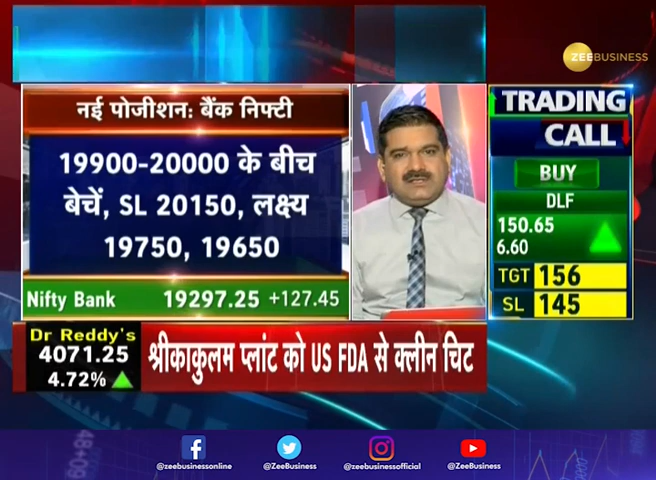 ZEEBUSINESS
नई पोजीशन: बैंक निफ्टी
19900-20000 के बीच
बेचें, SL 20150, लक्ष्य
19750, 19650
Nifty Bank 19297.25 +127.45
TRADING
CALL
BUY
DLF
150.65
6.60
TGT 156
SL 145
Dr Reddy's
4071.25
4.72%
श्रीकाकुलम प्लांट को US FDA से क्लीन चिट
@zeebusinessonline
@ZeeBusiness
@zeebusinessofficial
@ZeeBusiness